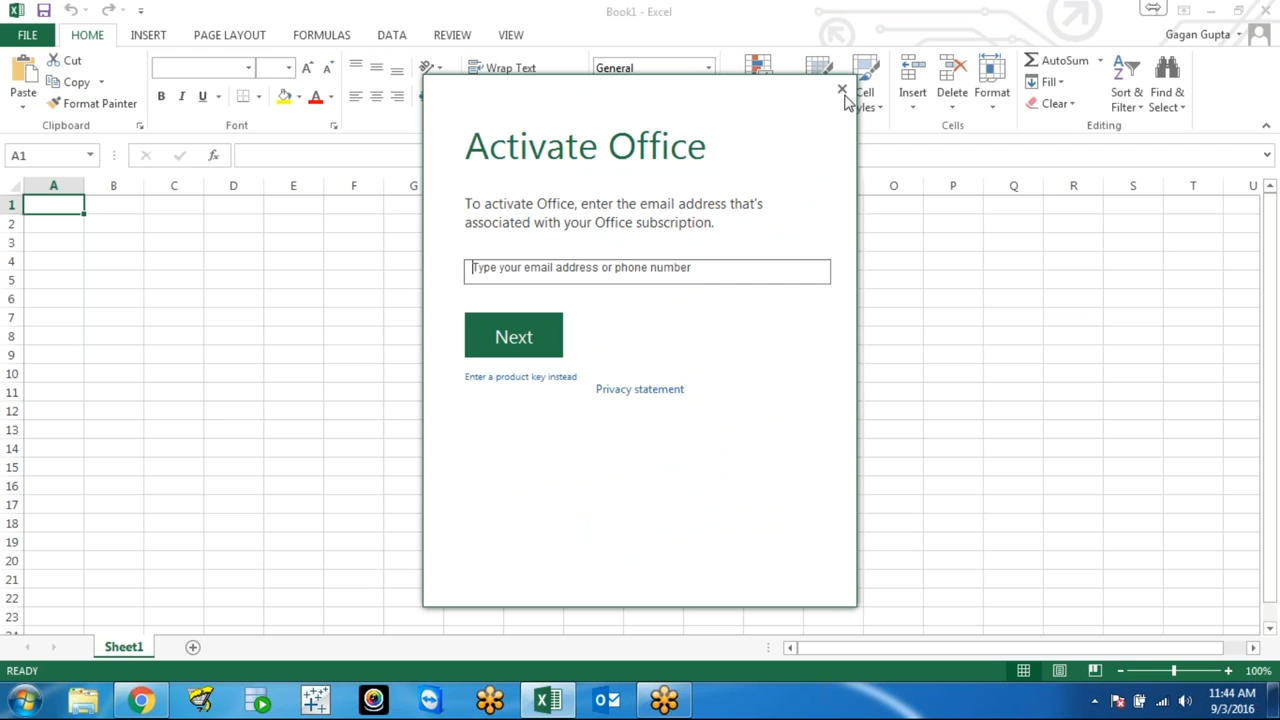 Book1 - Excel
FILE HOME INSERT PAGE LAYOUT FORMULAS DATA REVIEW VIEW Gagan Gupta
Cut
Copy
Format Painter
Paste
Clipboard
I U A
Font
Wrap Text
General
Cell
Insert Delete Format
Cells
AutoSum
Fill
Clear
Sort & Filter
Find & Select
Editing
A1 fx
A B C D E F G O P Q R S T U
1
2
3
4
5
6
7
8
9
10
11
12
13
14
15
16
17
18
19
20
21
22
23
Activate Office
To activate Office, enter the email address that's
associated with your Office subscription.
Type your email address or phone number
Next
Enter a product key instead
Privacy statement
Sheet1
READY 100%
11:44 AM
9/3/2016